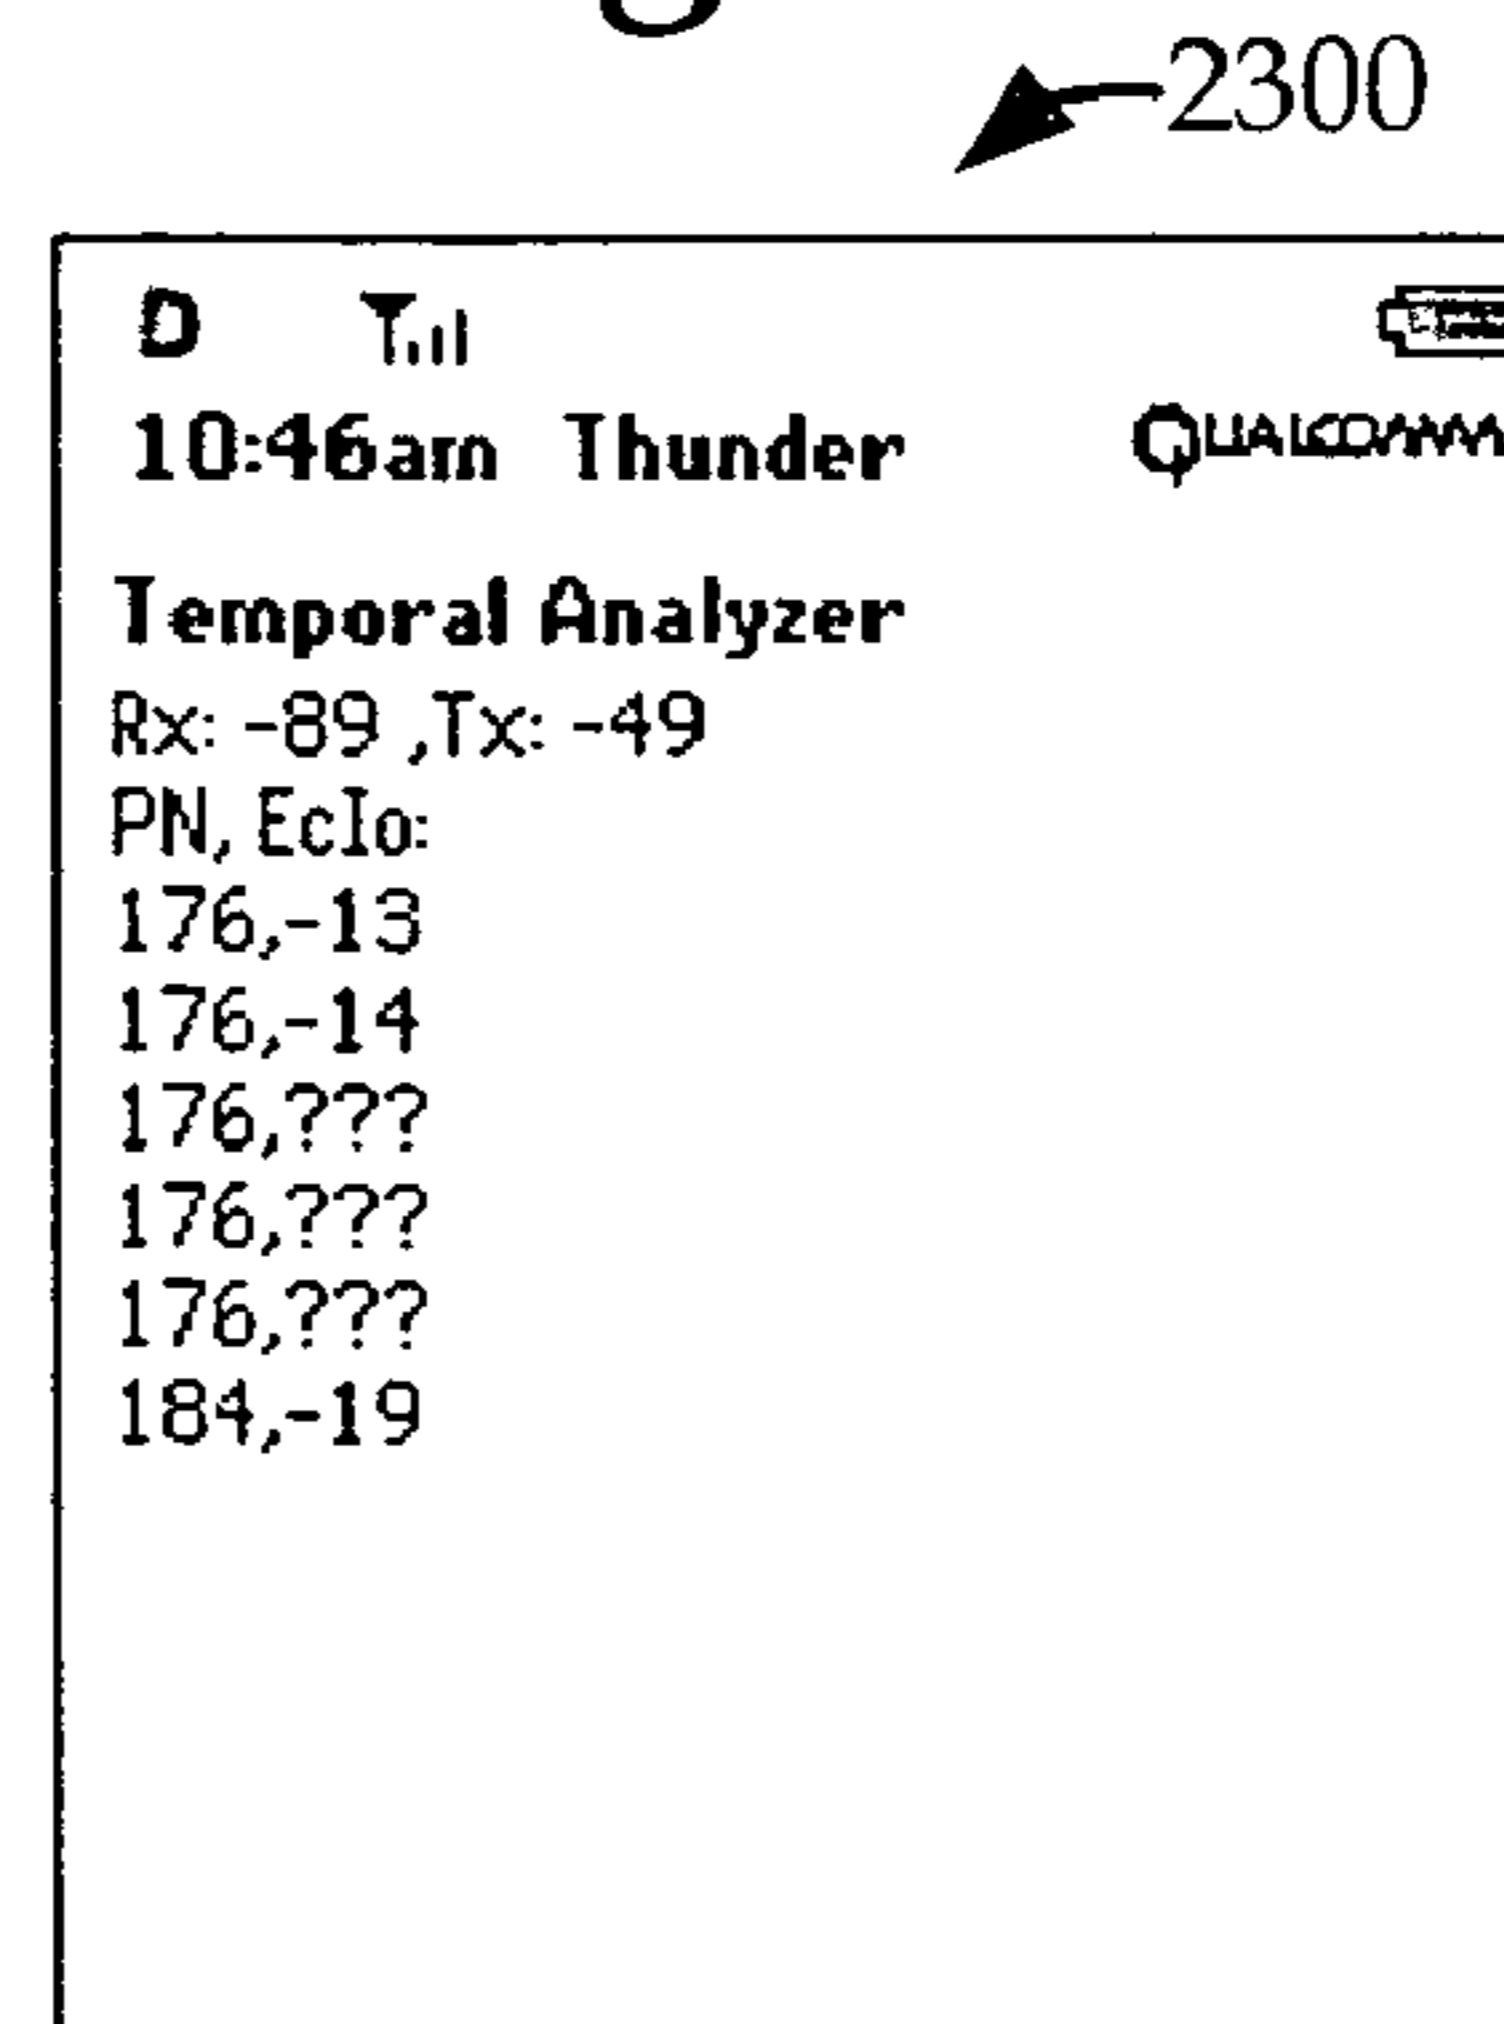 2300
D
10:46am Thunder QUALCOMM
Temporal Analyzer
Rx: -89 ,Tx: -49
PN, EcIo:
176,-13
176,-14
176,???
176,???
176,???
184,-19